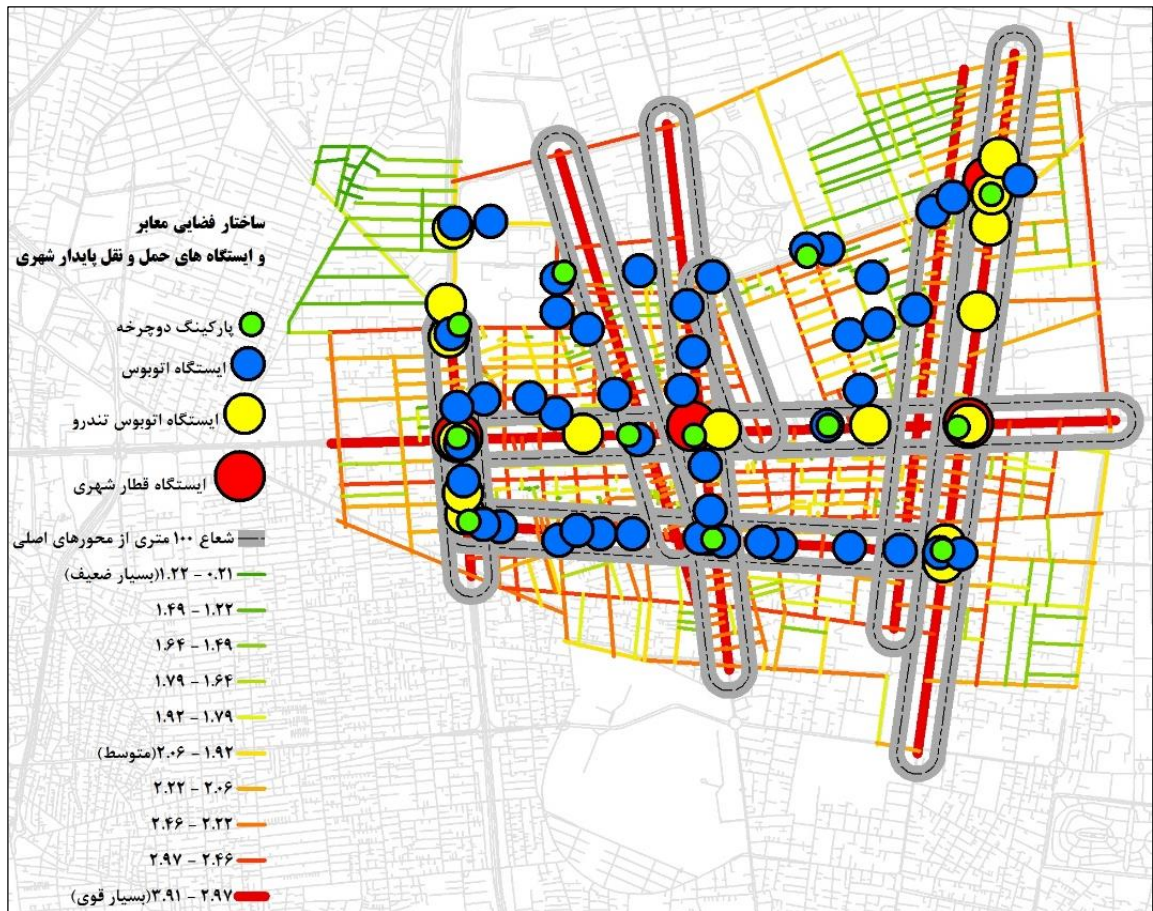 ساختار فضایی معابر
و ایستگاه های حمل و نقل پایدار شهری
پارکینگ دوچرخه
ایستگاه اتوبوس
ایستگاه اتوبوس تندرو
ایستگاه قطار شهری
شعاع ۱۰۰ متری از محورهای اصلی
۰.۲۱ - ۱.۲۲(بسیار ضعیف)
۱.۲۲ - ۱.۴۹
۱.۴۹ - ۱.۶۴
۱.۶۴ - ۱.۷۹
۱.۷۹ - ۱.۹۲
۱.۹۲ - ۲.۰۶(متوسط)
۲.۰۶ - ۲.۲۲
۲.۲۲ - ۲.۴۶
۲.۴۶ - ۲.۹۷
۲.۹۷ - ۳.۹۱(بسیار قوی)